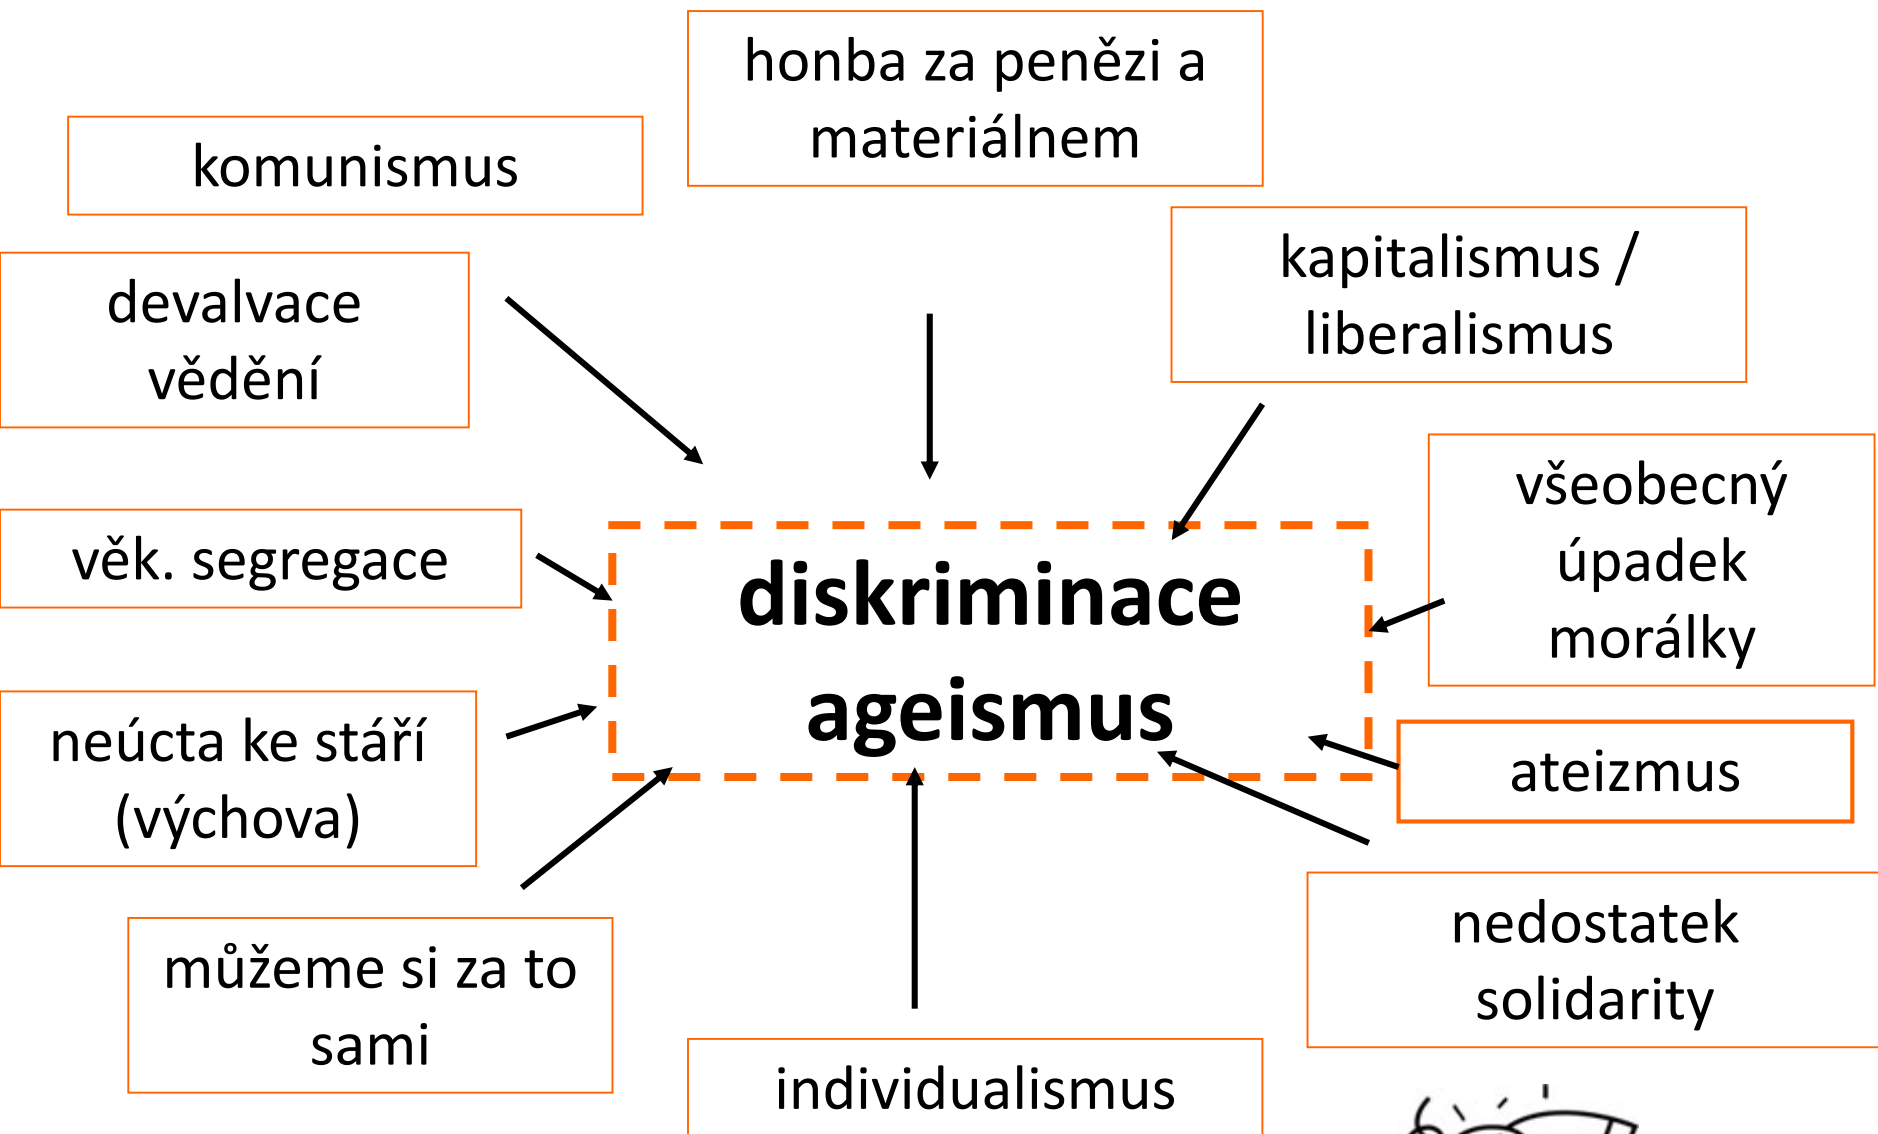 honba za penězi a
materiálnem
komunismus
kapitalismus /
liberalismus
devalvace
vědění
všeobecný
úpadek
morálky
věk. segregace
diskriminace
ageismus
neúcta ke stáří
(výchova)
ateizmus
nedostatek
solidarity
můžeme si za to
sami
individualismus